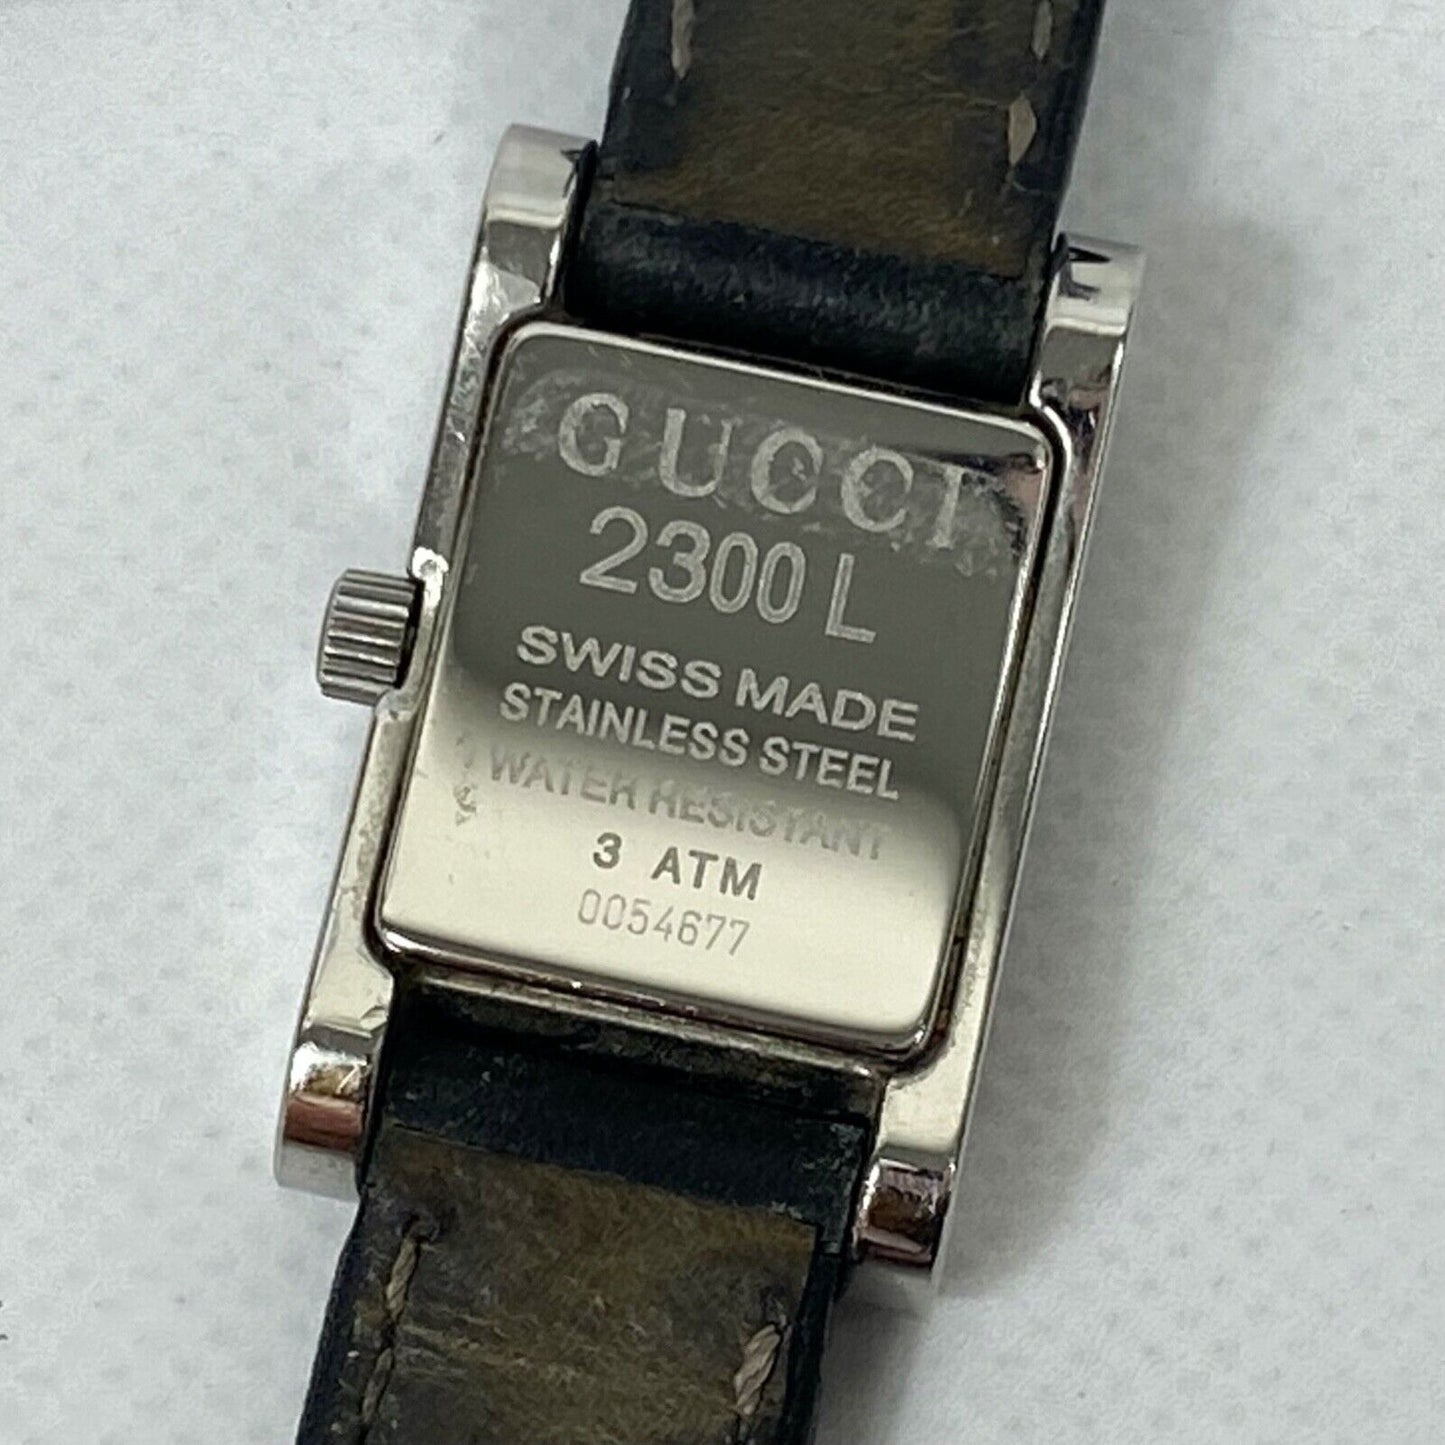 GUCCI
2300 L
SWISS MADE
STAINLESS STEEL
WATER RESISTANT
3 ATM
0054677